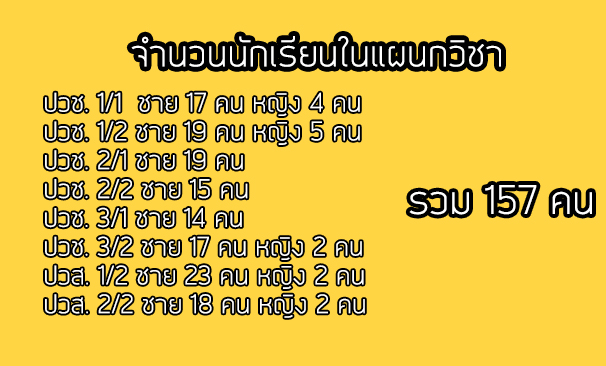 จำนวนนักเรียนในแผนกวิชา
ปวช. 1/1 ชาย 17 คน หญิง 4 คน
ปวช. 1/2 ชาย 19 คน หญิง 5 คน
ปวช. 2/1 ชาย 19 คน
ปวช. 2/2 ชาย 15 คน
ปวช. 3/1 ชาย 14 คน
ปวช. 3/2 ชาย 17 คน หญิง 2 คน
ปวส. 1/2 ชาย 23 คน หญิง 2 คน
ปวส. 2/2 ชาย 18 คน หญิง 2 คน
รวม 157 คน